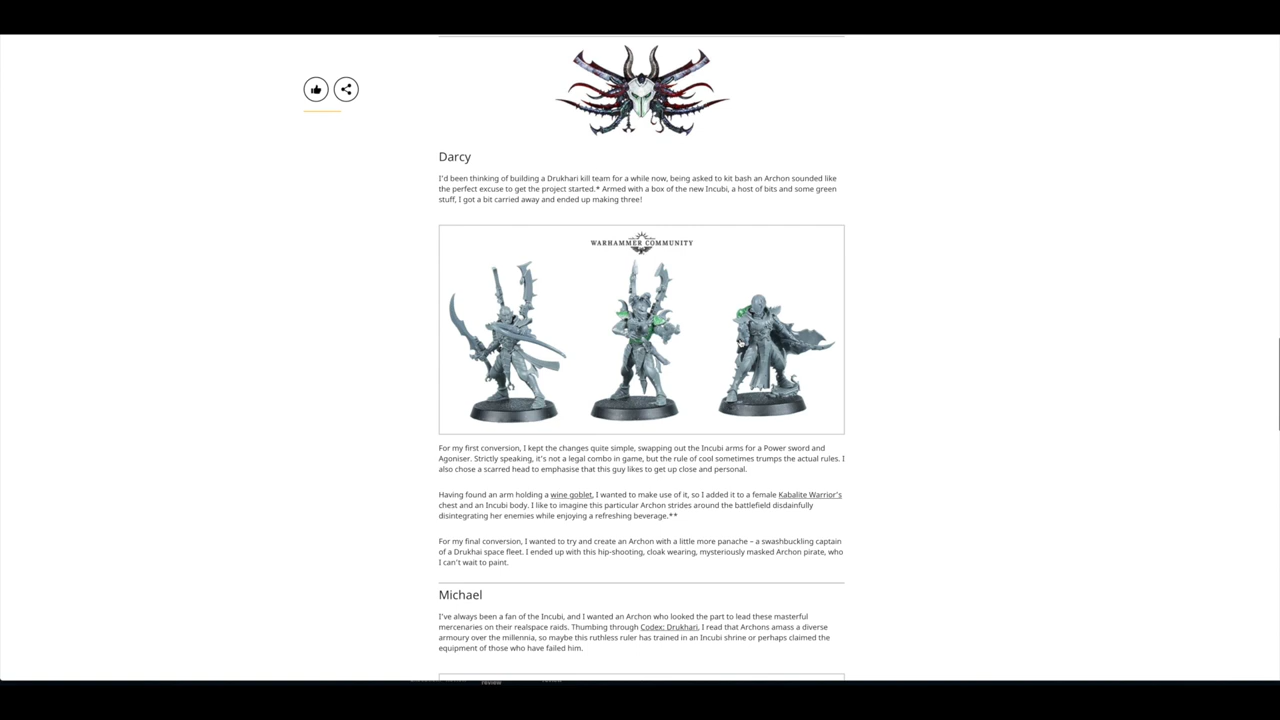 Darcy
I'd been thinking of building a Drukhari kill team for a while now, being asked to kit bash an Archon sounded like
the perfect excuse to get the project started.* Armed with a box of the new Incubi, a host of bits and some green
stuff, I got a bit carried away and ended up making three!
WARHAMMER COMMUNITY
For my first conversion, I kept the changes quite simple, swapping out the Incubi arms for a Power sword and
Agoniser. Strictly speaking, it's not a legal combo in game, but the rule of cool sometimes trumps the actual rules. I
also chose a scarred head to emphasise that this guy likes to get up close and personal.
Having found an arm holding a wine goblet, I wanted to make use of it, so I added it to a female Kabalite Warrior's
chest and an Incubi body. I like to imagine this particular Archon strides around the battlefield disdainfully
disintegrating her enemies while enjoying a refreshing beverage.**
For my final conversion, I wanted to try and create an Archon with a little more panache – a swashbuckling captain
of a Drukhai space fleet. I ended up with this hip-shooting, cloak wearing, mysteriously masked Archon pirate, who
I can't wait to paint.
Michael
I've always been a fan of the Incubi, and I wanted an Archon who looked the part to lead these masterful
mercenaries on their realspace raids. Thumbing through Codex: Drukhari, I read that Archons amass a diverse
armoury over the millennia, so maybe this ruthless ruler has trained in an Incubi shrine or perhaps claimed the
equipment of those who have failed him.